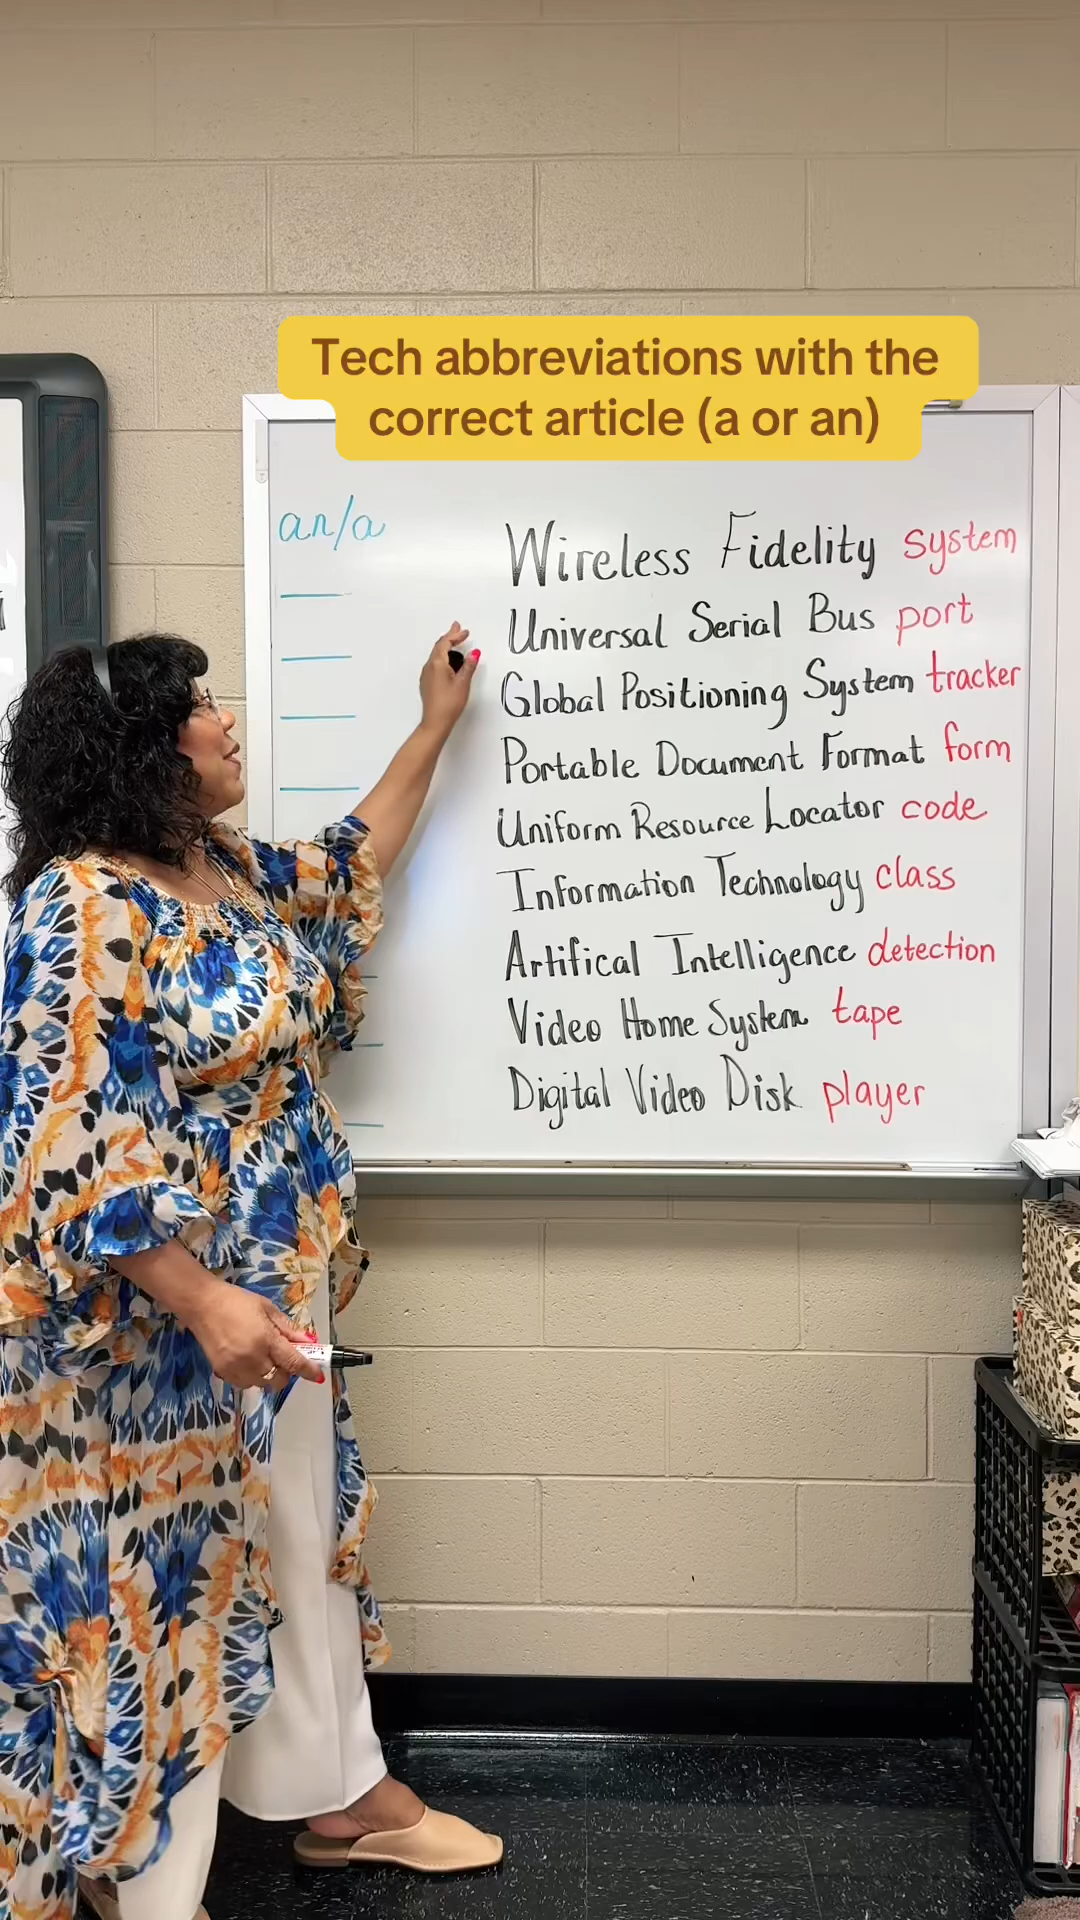 Tech abbreviations with the
correct article (a or an)
an/a
Wireless Fidelity system
Universal Serial Bus port
Global Positioning System tracker
Portable Document Format form
Uniform Resource Locator code
Information Technology class
Artifical Intelligence detection
Video Home System tape
Digital Video Disk player